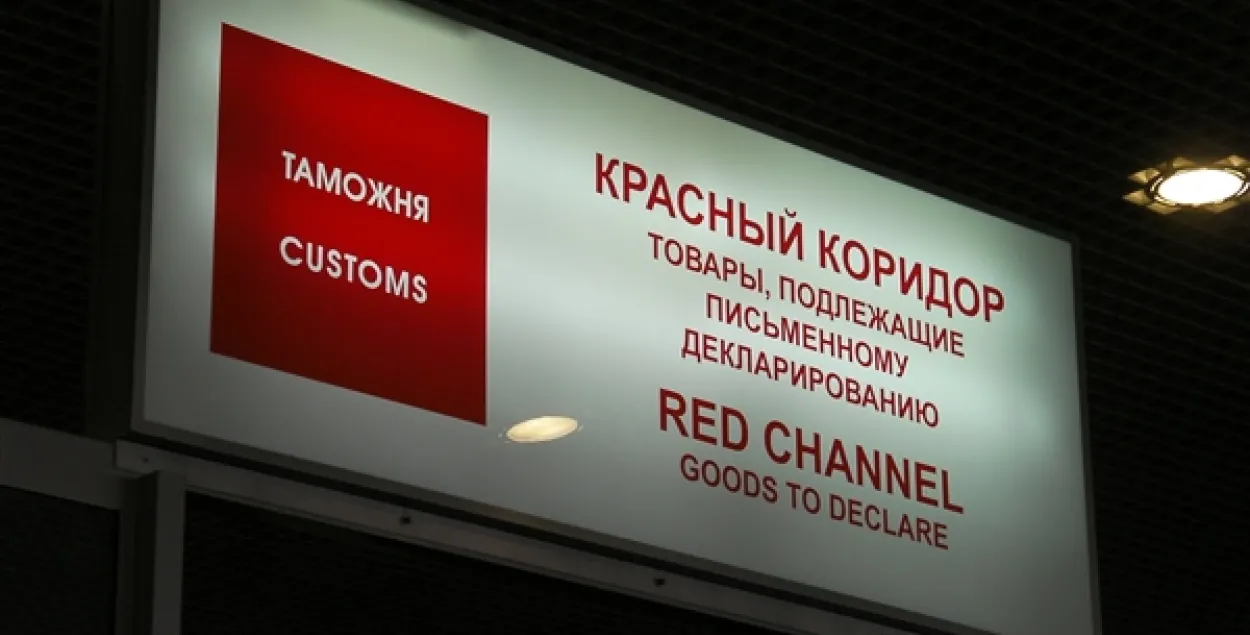 ТАМОЖНЯ
CUSTOMS
КРАСНЫЙ КОРИДОР
ТОВАРЫ, ПОДЛЕЖАЩИЕ
ПИСЬМЕННОМУ
ДЕКЛАРИРОВАНИЮ
RED CHANNEL
GOODS TO DECLARE